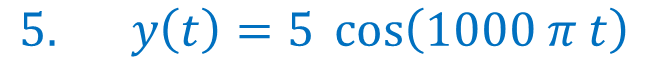 5. y(t) = 5 cos(1000 π t)